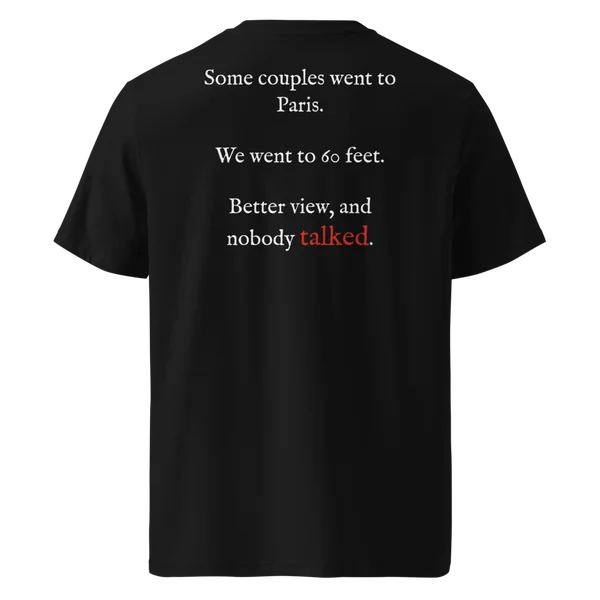 Some couples went to
Paris.
We went to 60 feet.
Better view, and
nobody talked.